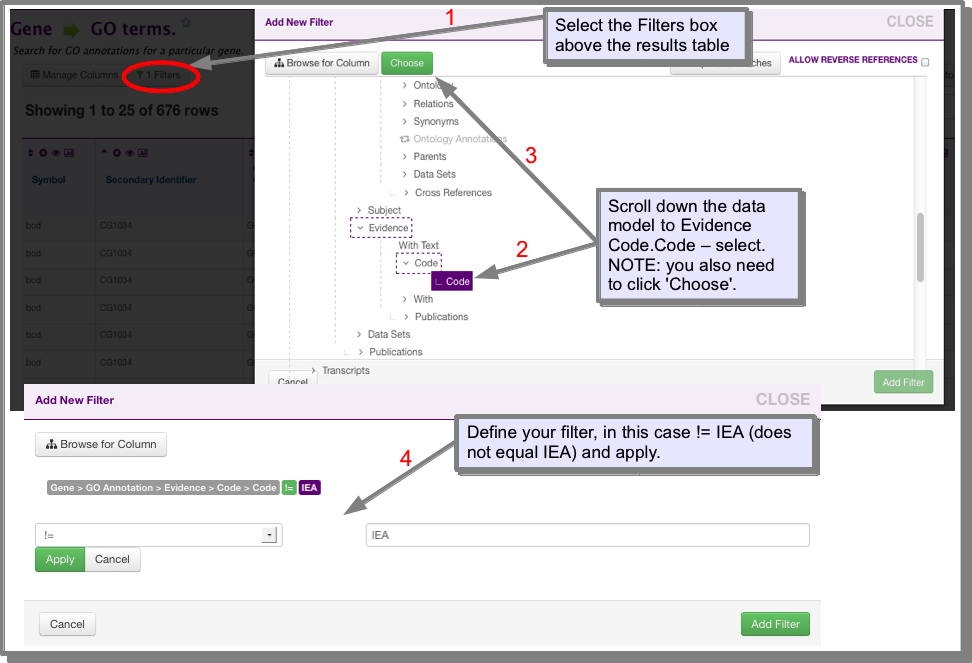 Gene GO terms.
Search for GO annotations for a particular gene.
Manage Columns
1 Filters
Showing 1 to 25 of 676 rows
Symbol
Secondary Identifier
bcd CG1034
bcd CG1034
bcd CG1034
bcd CG1034
bcd CG1034
bcd CG1034
1
Select the Filters box
above the results table
Add New Filter
CLOSE
Browse for Column
Choose
ALLOW REVERSE REFERENCES
Relations
Synonyms
Ontology Annotations
Parents
Data Sets
Cross References
Subject
Evidence
With Text
Code
Code
With
Publications
Data Sets
Publications
Transcripts
Cancel
Add Filter
3
2
Scroll down the data
model to Evidence
Code.Code – select.
NOTE: you also need
to click 'Choose'.
Add New Filter
CLOSE
Browse for Column
4
Define your filter, in this case != IEA (does
not equal IEA) and apply.
Gene > GO Annotation > Evidence > Code > Code != IEA
!=
IEA
Apply
Cancel
Cancel
Add Filter